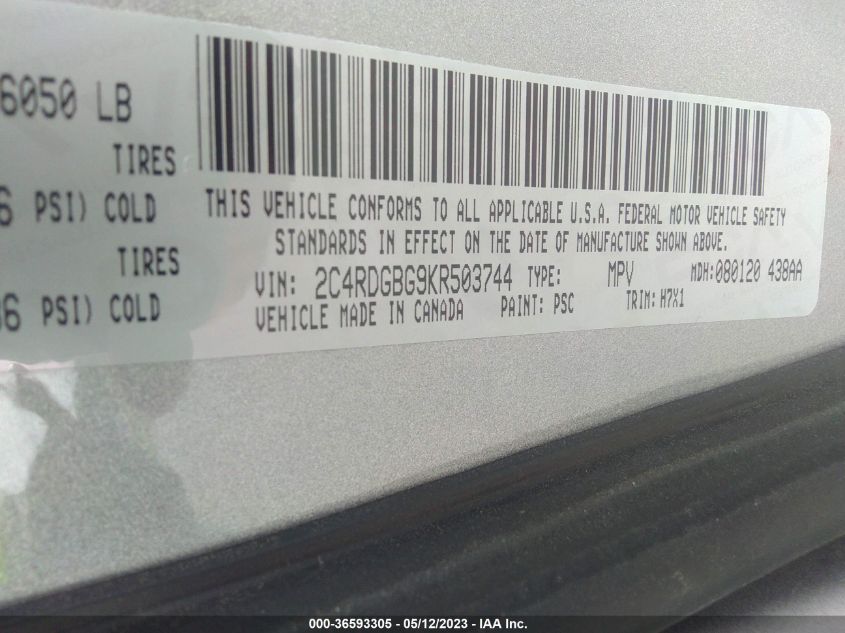 6050 LB
TIRES
6 PSI) COLD
TIRES
36 PSI) COLD
THIS VEHICLE CONFORMS TO ALL APPLICABLE U.S.A. FEDERAL MOTOR VEHICLE SAFETY
STANDARDS IN EFFECT ON THE DATE OF MANUFACTURE SHOWN ABOVE.
VIN: 2C4RDGBG9KR503744 TYPE: MPV MDH:080120 438AA
VEHICLE MADE IN CANADA PAINT: PSC TRIM: H7X1
000-36593305 - 05/12/2023 - IAA Inc.